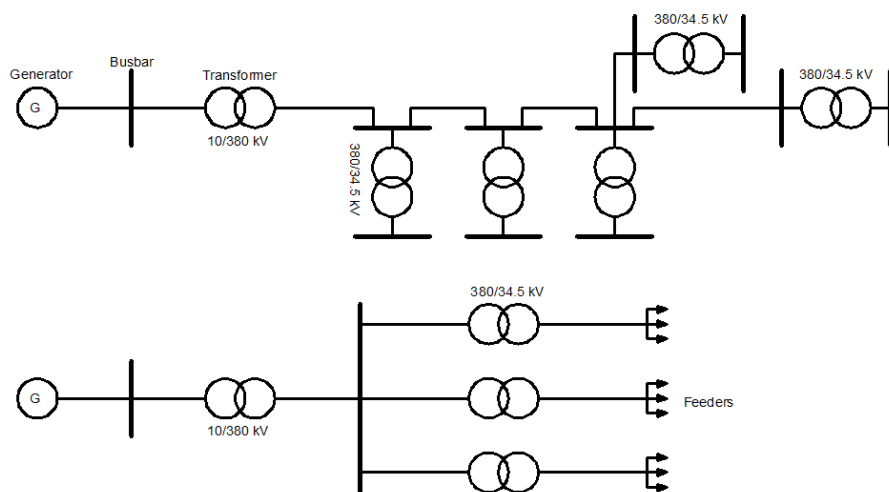 380/34.5 kV
Busbar
Generator
Transformer
380/34.5 kV
G
10/380 kV
380/34.5 kV
380/34.5 kV
G
Feeders
10/380 kV